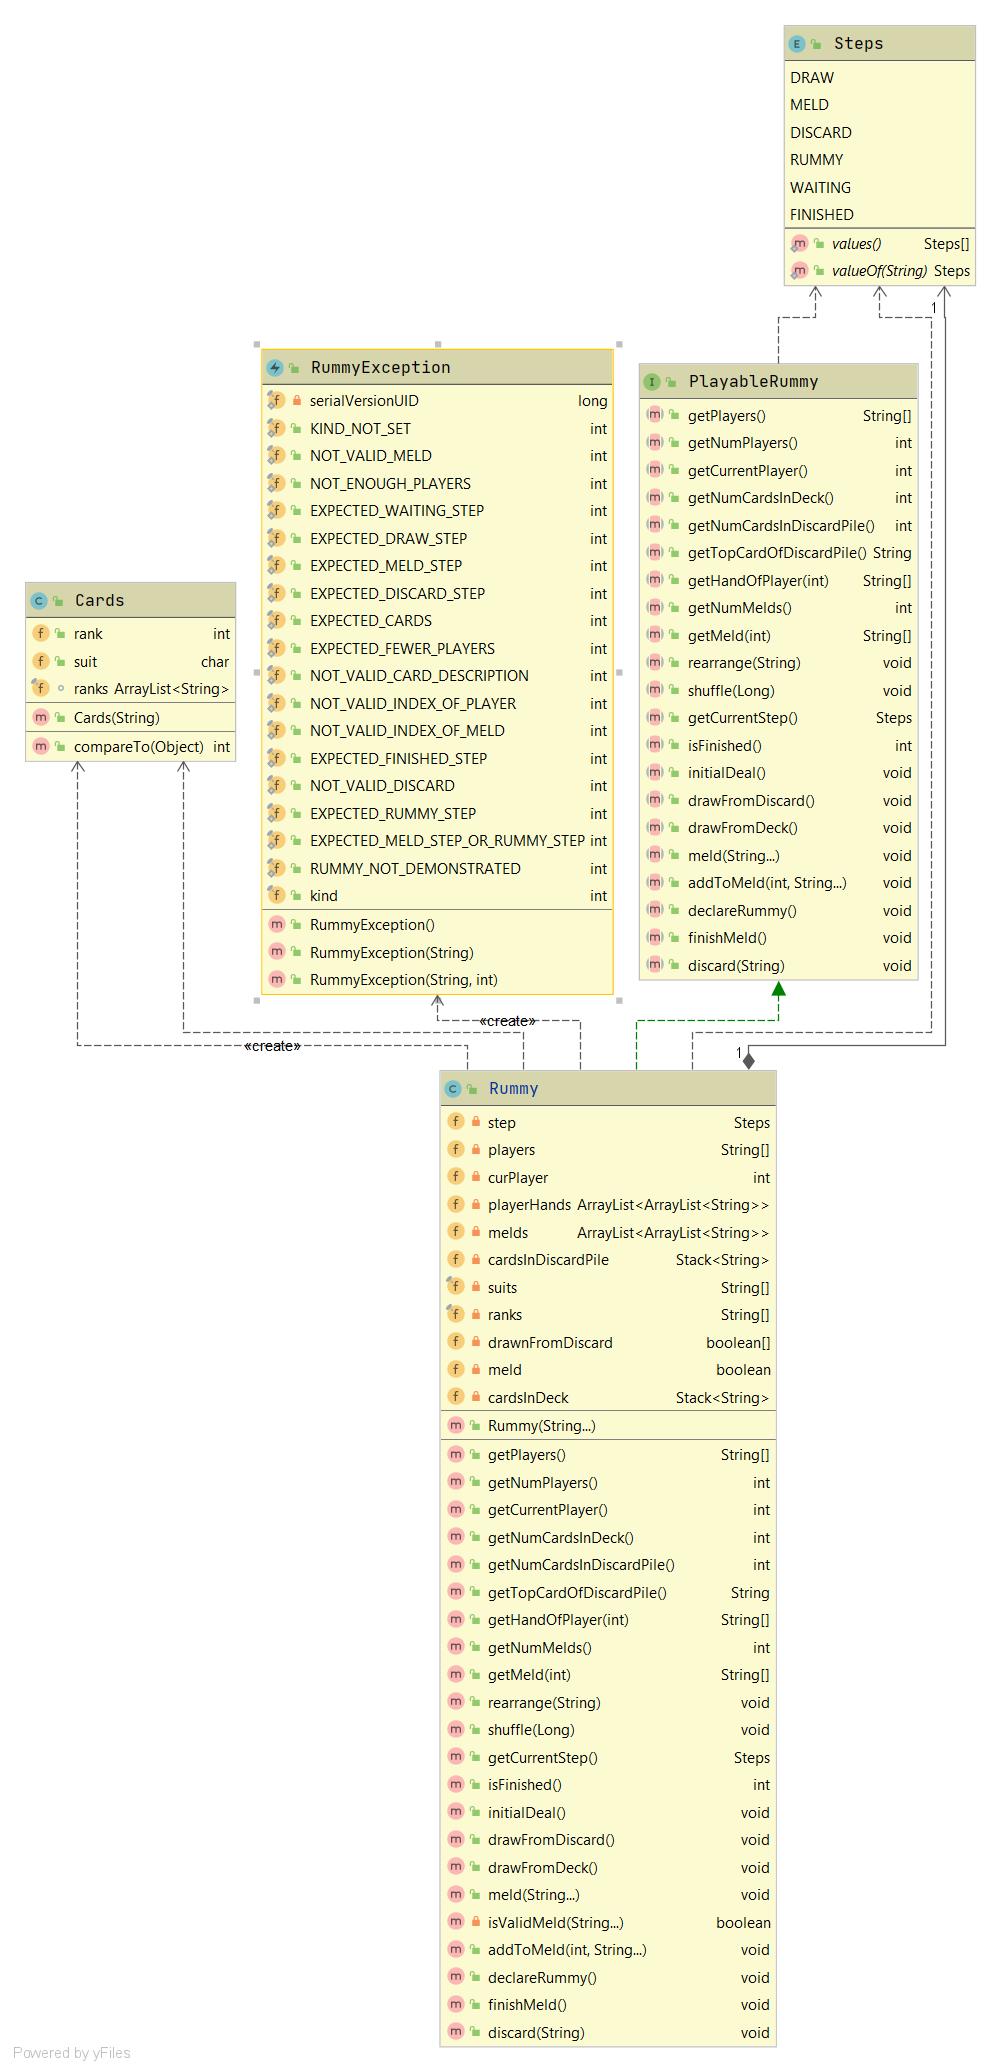 Steps
DRAW
MELD
DISCARD
RUMMY
WAITING
FINISHED
values() Steps[]
valueOf(String) Steps
1
RummyException
serialVersionUID long
KIND_NOT_SET int
NOT_VALID_MELD int
NOT_ENOUGH_PLAYERS int
EXPECTED_WAITING_STEP int
EXPECTED_DRAW_STEP int
EXPECTED_MELD_STEP int
EXPECTED_DISCARD_STEP int
EXPECTED_CARDS int
EXPECTED_FEWER_PLAYERS int
NOT_VALID_CARD_DESCRIPTION int
NOT_VALID_INDEX_OF_PLAYER int
NOT_VALID_INDEX_OF_MELD int
EXPECTED_FINISHED_STEP int
NOT_VALID_DISCARD int
EXPECTED_RUMMY_STEP int
EXPECTED_MELD_STEP_OR_RUMMY_STEP int
RUMMY_NOT_DEMONSTRATED int
kind int
RummyException()
RummyException(String)
RummyException(String, int)
PlayableRummy
getPlayers() String[]
getNumPlayers() int
getCurrentPlayer() int
getNumCardsInDeck() int
getNumCardsInDiscardPile() int
getTopCardOfDiscardPile() String
getHandOfPlayer(int) String[]
getNumMelds() int
getMeld(int) String[]
rearrange(String) void
shuffle(Long) void
getCurrentStep() Steps
isFinished() int
initialDeal() void
drawFromDiscard() void
drawFromDeck() void
meld(String...) void
addToMeld(int, String...) void
declareRummy() void
finishMeld() void
discard(String) void
Cards
rank int
suit char
ranks ArrayList<String>
Cards(String)
compareTo(Object) int
«create»
«create»
1
Rummy
step Steps
players String[]
curPlayer int
playerHands ArrayList<ArrayList<String>>
melds ArrayList<ArrayList<String>>
cardsInDiscardPile Stack<String>
suits String[]
ranks String[]
drawnFromDiscard boolean[]
meld boolean
cardsInDeck Stack<String>
Rummy(String...)
getPlayers() String[]
getNumPlayers() int
getCurrentPlayer() int
getNumCardsInDeck() int
getNumCardsInDiscardPile() int
getTopCardOfDiscardPile() String
getHandOfPlayer(int) String[]
getNumMelds() int
getMeld(int) String[]
rearrange(String) void
shuffle(Long) void
getCurrentStep() Steps
isFinished() int
initialDeal() void
drawFromDiscard() void
drawFromDeck() void
meld(String...) void
isValidMeld(String...) boolean
addToMeld(int, String...) void
declareRummy() void
finishMeld() void
discard(String) void
Powered by yFiles